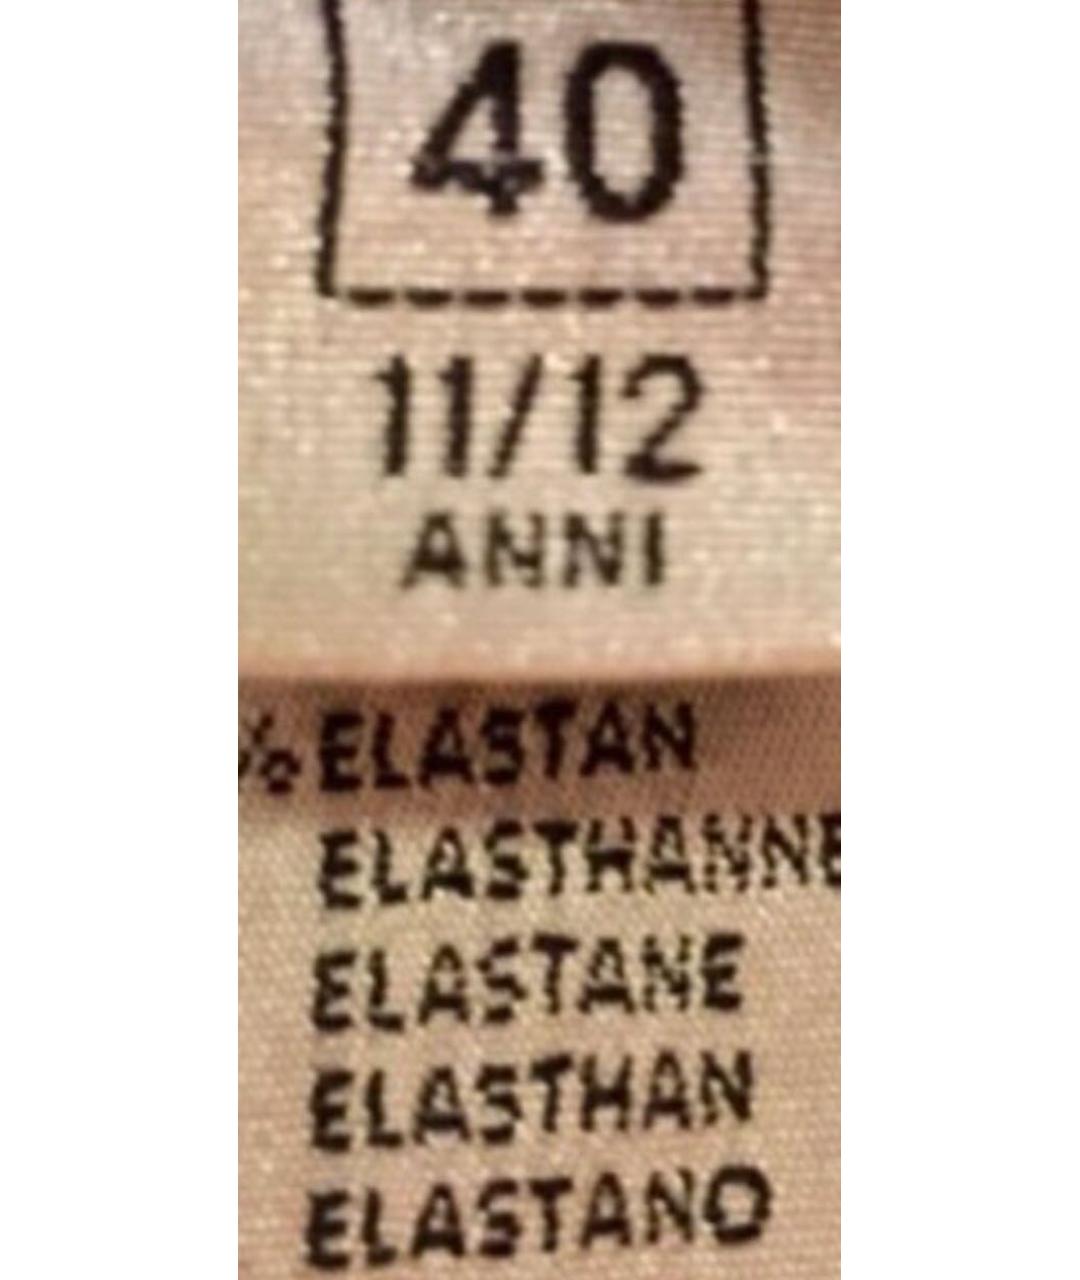 40
11/12
ANNI
% ELASTAN
ELASTHANNE
ELASTANE
ELASTHAN
ELASTANO